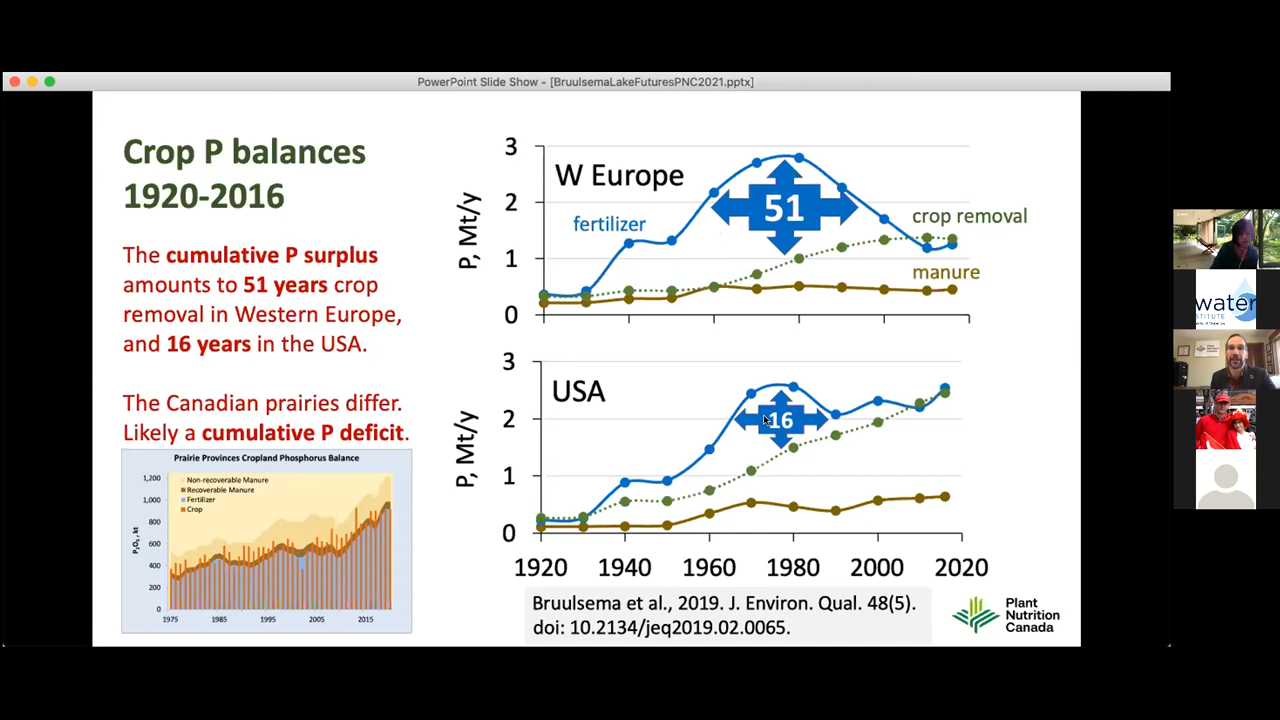 PowerPoint Slide Show - [BruulsemaLakeFuturesPNC2021.pptx]
Crop P balances
1920-2016
The cumulative P surplus
amounts to 51 years crop
removal in Western Europe,
and 16 years in the USA.
The Canadian prairies differ.
Likely a cumulative P deficit.
Prairie Provinces Cropland Phosphorus Balance
Non-recoverable Manure
Recoverable Manure
Fertilizer
Crop
P₂O₅, kt
1,200
1,000
800
600
400
200
0
1975
1985
1995
2005
2015
W Europe
P, Mt/y
3
2
1
0
fertilizer
51
crop removal
manure
USA
P, Mt/y
3
2
1
0
16
1920
1940
1960
1980
2000
2020
Bruulsema et al., 2019. J. Environ. Qual. 48(5).
doi: 10.2134/jeq2019.02.0065.
Plant
Nutrition
Canada
water